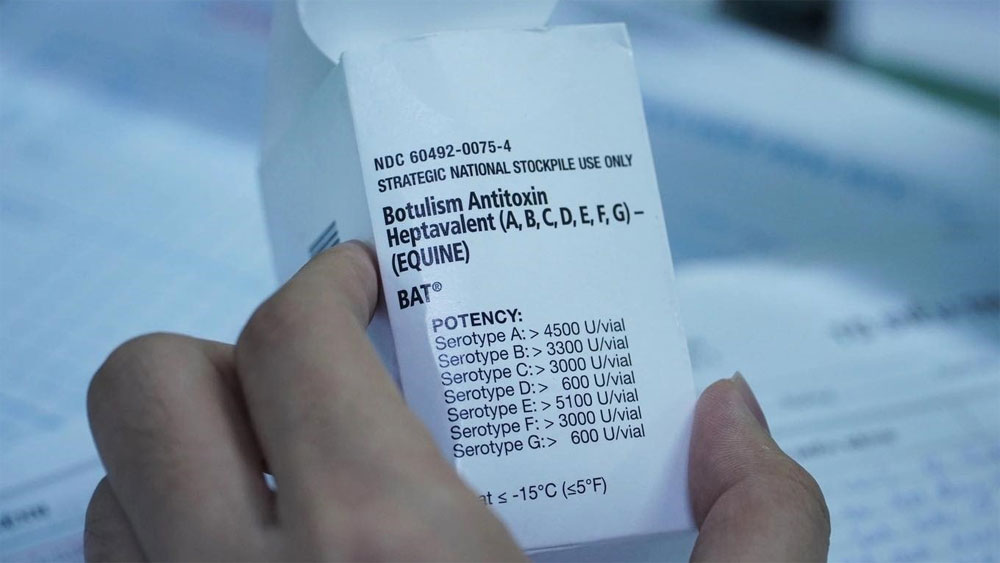 NDC 60492-0075-4
STRATEGIC NATIONAL STOCKPILE USE ONLY
Botulism Antitoxin
Heptavalent (A, B, C, D, E, F, G) –
(EQUINE)
BAT®
POTENCY:
Serotype A: > 4500 U/vial
Serotype B: > 3300 U/vial
Serotype C: > 3000 U/vial
Serotype D: > 600 U/vial
Serotype E: > 5100 U/vial
Serotype F: > 3000 U/vial
Serotype G: > 600 U/vial
at ≤ -15°C (≤5°F)